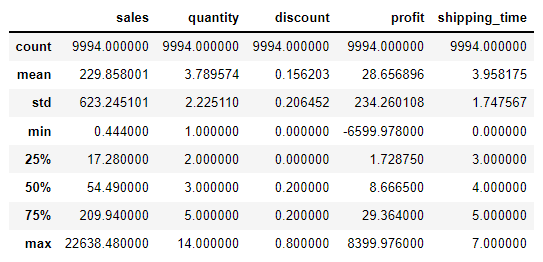 sales quantity discount profit shipping_time
count 9994.000000 9994.000000 9994.000000 9994.000000 9994.000000
mean 229.858001 3.789574 0.156203 28.656896 3.958175
std 623.245101 2.225110 0.206452 234.260108 1.747567
min 0.444000 1.000000 0.000000 -6599.978000 0.000000
25% 17.280000 2.000000 0.000000 1.728750 3.000000
50% 54.490000 3.000000 0.200000 8.666500 4.000000
75% 209.940000 5.000000 0.200000 29.364000 5.000000
max 22638.480000 14.000000 0.800000 8399.976000 7.000000